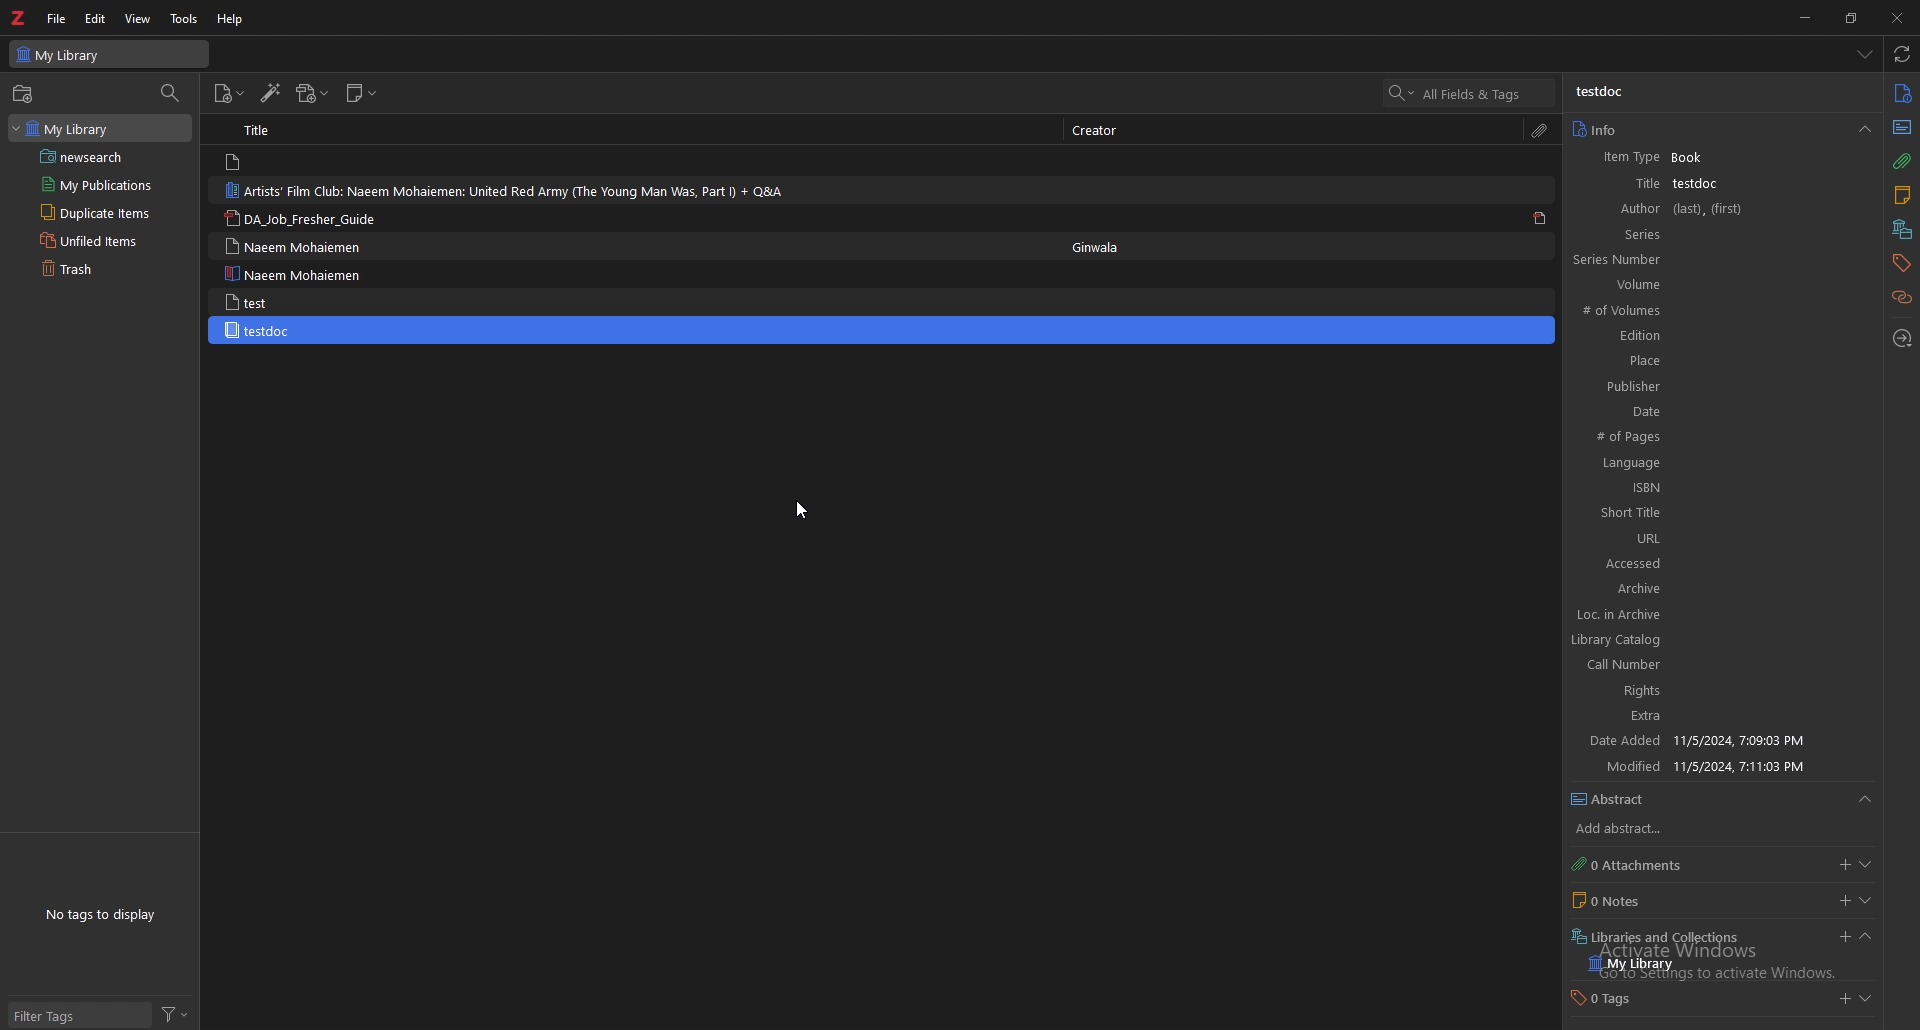 Z File Edit View Tools Help
My Library
All Fields & Tags
testdoc
My Library
newsearch
My Publications
Duplicate Items
Unfiled Items
Trash
Title Creator
Artists' Film Club: Naeem Mohaiemen: United Red Army (The Young Man Was, Part I) + Q&A
DA_Job_Fresher_Guide
Naeem Mohaiemen Ginwala
Naeem Mohaiemen
test
testdoc
Info
Item Type Book
Title testdoc
Author (last), (first)
Series
Series Number
Volume
# of Volumes
Edition
Place
Publisher
Date
# of Pages
Language
ISBN
Short Title
URL
Accessed
Archive
Loc. in Archive
Library Catalog
Call Number
Rights
Extra
Date Added 11/5/2024, 7:09:03 PM
Modified 11/5/2024, 7:11:03 PM
Abstract
Add abstract...
0 Attachments
0 Notes
Libraries and Collections
My Library
0 Tags
Activate Windows
Go to Settings to activate Windows.
No tags to display
Filter Tags